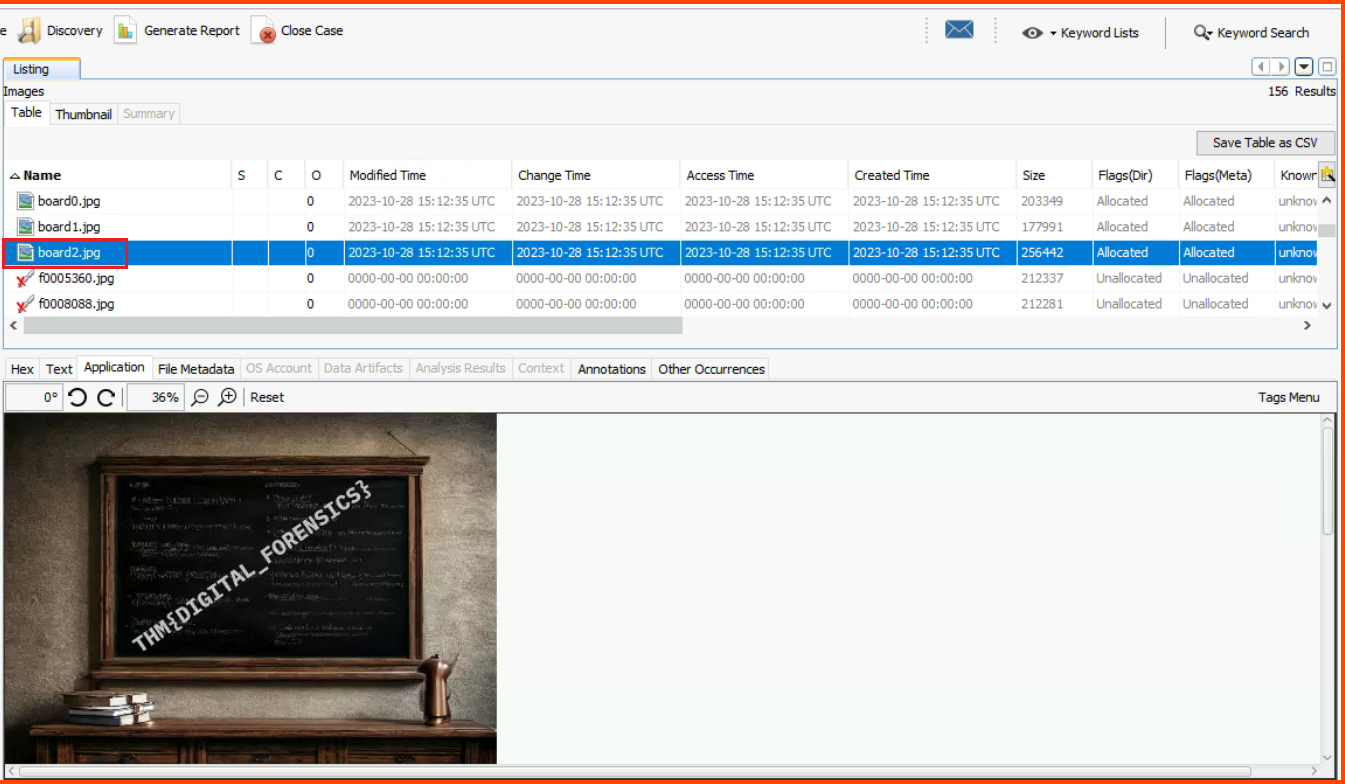 e Discovery Generate Report Close Case Keyword Lists Keyword Search
Listing
Images 156 Results
Table Thumbnail Summary
Save Table as CSV
Name S C O Modified Time Change Time Access Time Created Time Size Flags(Dir) Flags(Meta) Known
board0.jpg 0 2023-10-28 15:12:35 UTC 2023-10-28 15:12:35 UTC 2023-10-28 15:12:35 UTC 2023-10-28 15:12:35 UTC 203349 Allocated Allocated unknov
board1.jpg 0 2023-10-28 15:12:35 UTC 2023-10-28 15:12:35 UTC 2023-10-28 15:12:35 UTC 2023-10-28 15:12:35 UTC 177991 Allocated Allocated unknov
board2.jpg 0 2023-10-28 15:12:35 UTC 2023-10-28 15:12:35 UTC 2023-10-28 15:12:35 UTC 2023-10-28 15:12:35 UTC 256442 Allocated Allocated unknov
f0005360.jpg 0 0000-00-00 00:00:00 0000-00-00 00:00:00 0000-00-00 00:00:00 0000-00-00 00:00:00 212337 Unallocated Unallocated unknov
f0008088.jpg 0 0000-00-00 00:00:00 0000-00-00 00:00:00 0000-00-00 00:00:00 0000-00-00 00:00:00 212281 Unallocated Unallocated unknov
Hex Text Application File Metadata OS Account Data Artifacts Analysis Results Context Annotations Other Occurrences
0° 36% Reset Tags Menu
THM{DIGITAL_FORENSICS}